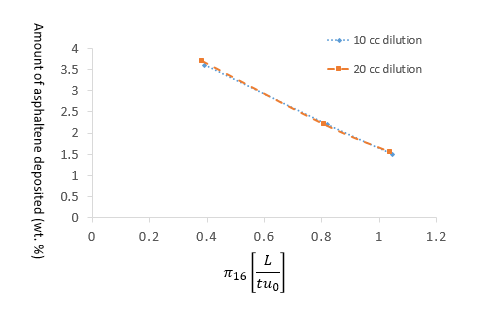 10 cc dilution
20 cc dilution
Amount of asphaltene deposited (wt. %)
4
3.5
3
2.5
2
1.5
1
0.5
0
0 0.2 0.4 0.6 0.8 1 1.2
π₁₆ [L / tu₀]